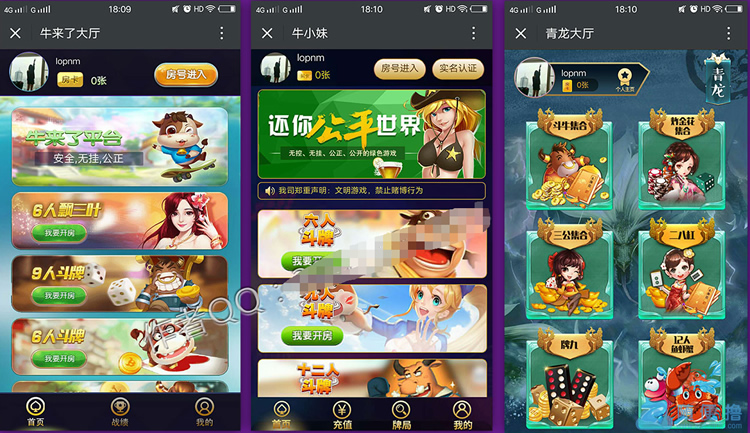 4G G 18:09 HD
牛来了大厅
lopnm
房卡 0张
房号进入
牛来了平台
安全,无挂,公正
6人飘三叶
我要开房
9人斗牌
我要开房
6人斗牌
我要开房
首页 战绩 我的
4G G 18:10 HD
牛小妹
lopnm
0张
房号进入 实名认证
还你公平世界
无控、无挂、公正、公开的绿色游戏
我司郑重声明：文明游戏，禁止赌博行为
六人
斗牌
我要开房
九人
斗牌
我要开房
十二人
斗牌
首页 充值 牌局 我的
4G G 18:10 HD
青龙大厅
lopnm
0张
个人主页
青龙
斗牛集合
炸金花
集合
三公集合
二八杠
牌九
12人
鱼虾蟹
QQ